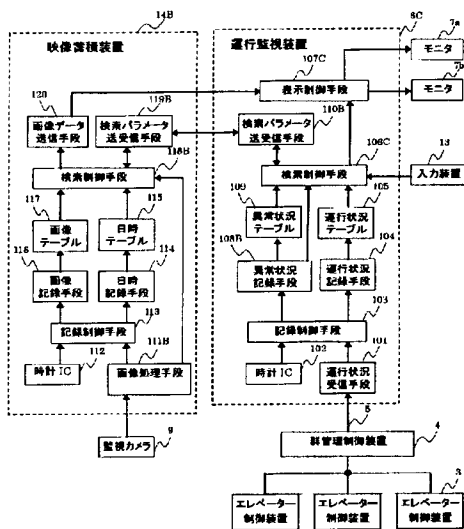 14B
映像蓄積装置
120
画像データ
送信手段
119B
検索パラメータ
送受信手段
118B
検索制御手段
117
画像
テーブル
115
日時
テーブル
116
画像
記録手段
114
日時
記録手段
113
記録制御手段
時計IC
112
111B
画像処理手段
監視カメラ
9
6C
運行監視装置
107C
表示制御手段
110B
検索パラメータ
送受信手段
106C
検索制御手段
109
異常状況
テーブル
105
運行状況
テーブル
108B
異常状況
記録手段
104
運行状況
記録手段
103
記録制御手段
時計IC
102
101
運行状況
受信手段
7a
モニタ
7b
モニタ
13
入力装置
5
4
群管理制御装置
3
エレベーター
制御装置
エレベーター
制御装置
エレベーター
制御装置